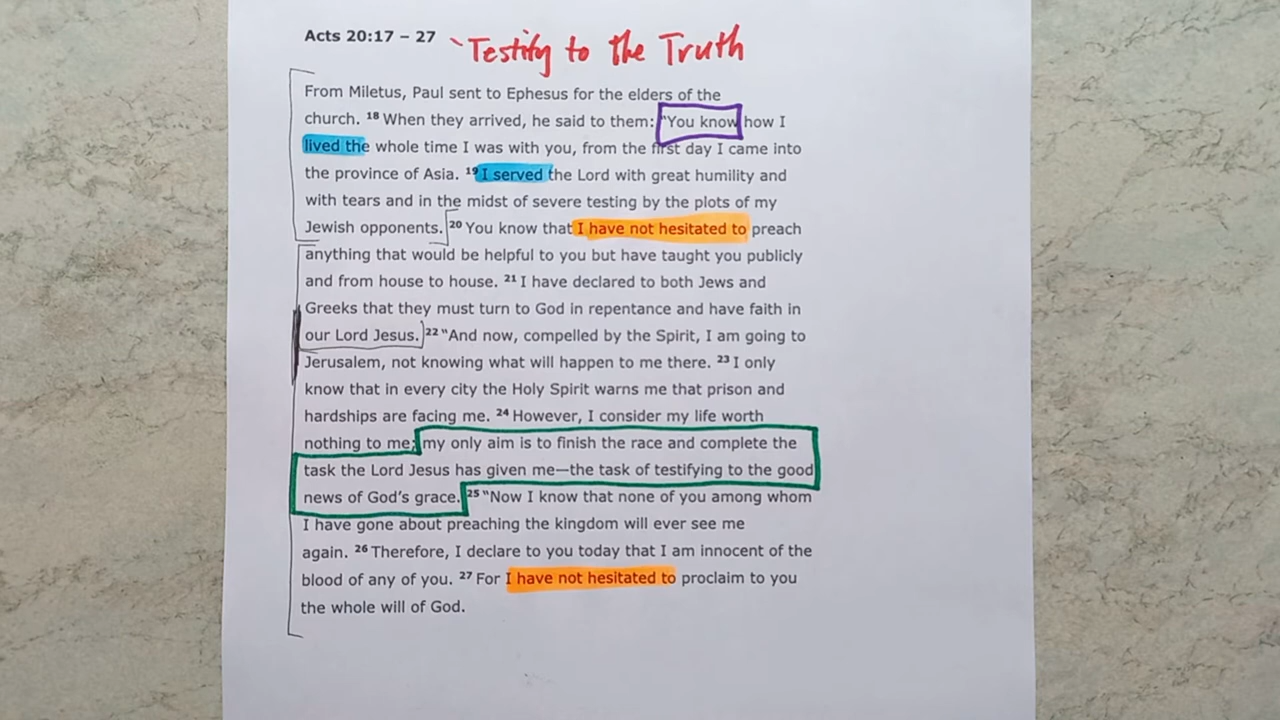 Acts 20:17 – 27 Testify to the Truth
From Miletus, Paul sent to Ephesus for the elders of the
church. 18 When they arrived, he said to them: "You know how I
lived the whole time I was with you, from the first day I came into
the province of Asia. 19 I served the Lord with great humility and
with tears and in the midst of severe testing by the plots of my
Jewish opponents. 20 You know that I have not hesitated to preach
anything that would be helpful to you but have taught you publicly
and from house to house. 21 I have declared to both Jews and
Greeks that they must turn to God in repentance and have faith in
our Lord Jesus. 22 "And now, compelled by the Spirit, I am going to
Jerusalem, not knowing what will happen to me there. 23 I only
know that in every city the Holy Spirit warns me that prison and
hardships are facing me. 24 However, I consider my life worth
nothing to me; my only aim is to finish the race and complete the
task the Lord Jesus has given me—the task of testifying to the good
news of God's grace. 25 "Now I know that none of you among whom
I have gone about preaching the kingdom will ever see me
again. 26 Therefore, I declare to you today that I am innocent of the
blood of any of you. 27 For I have not hesitated to proclaim to you
the whole will of God.